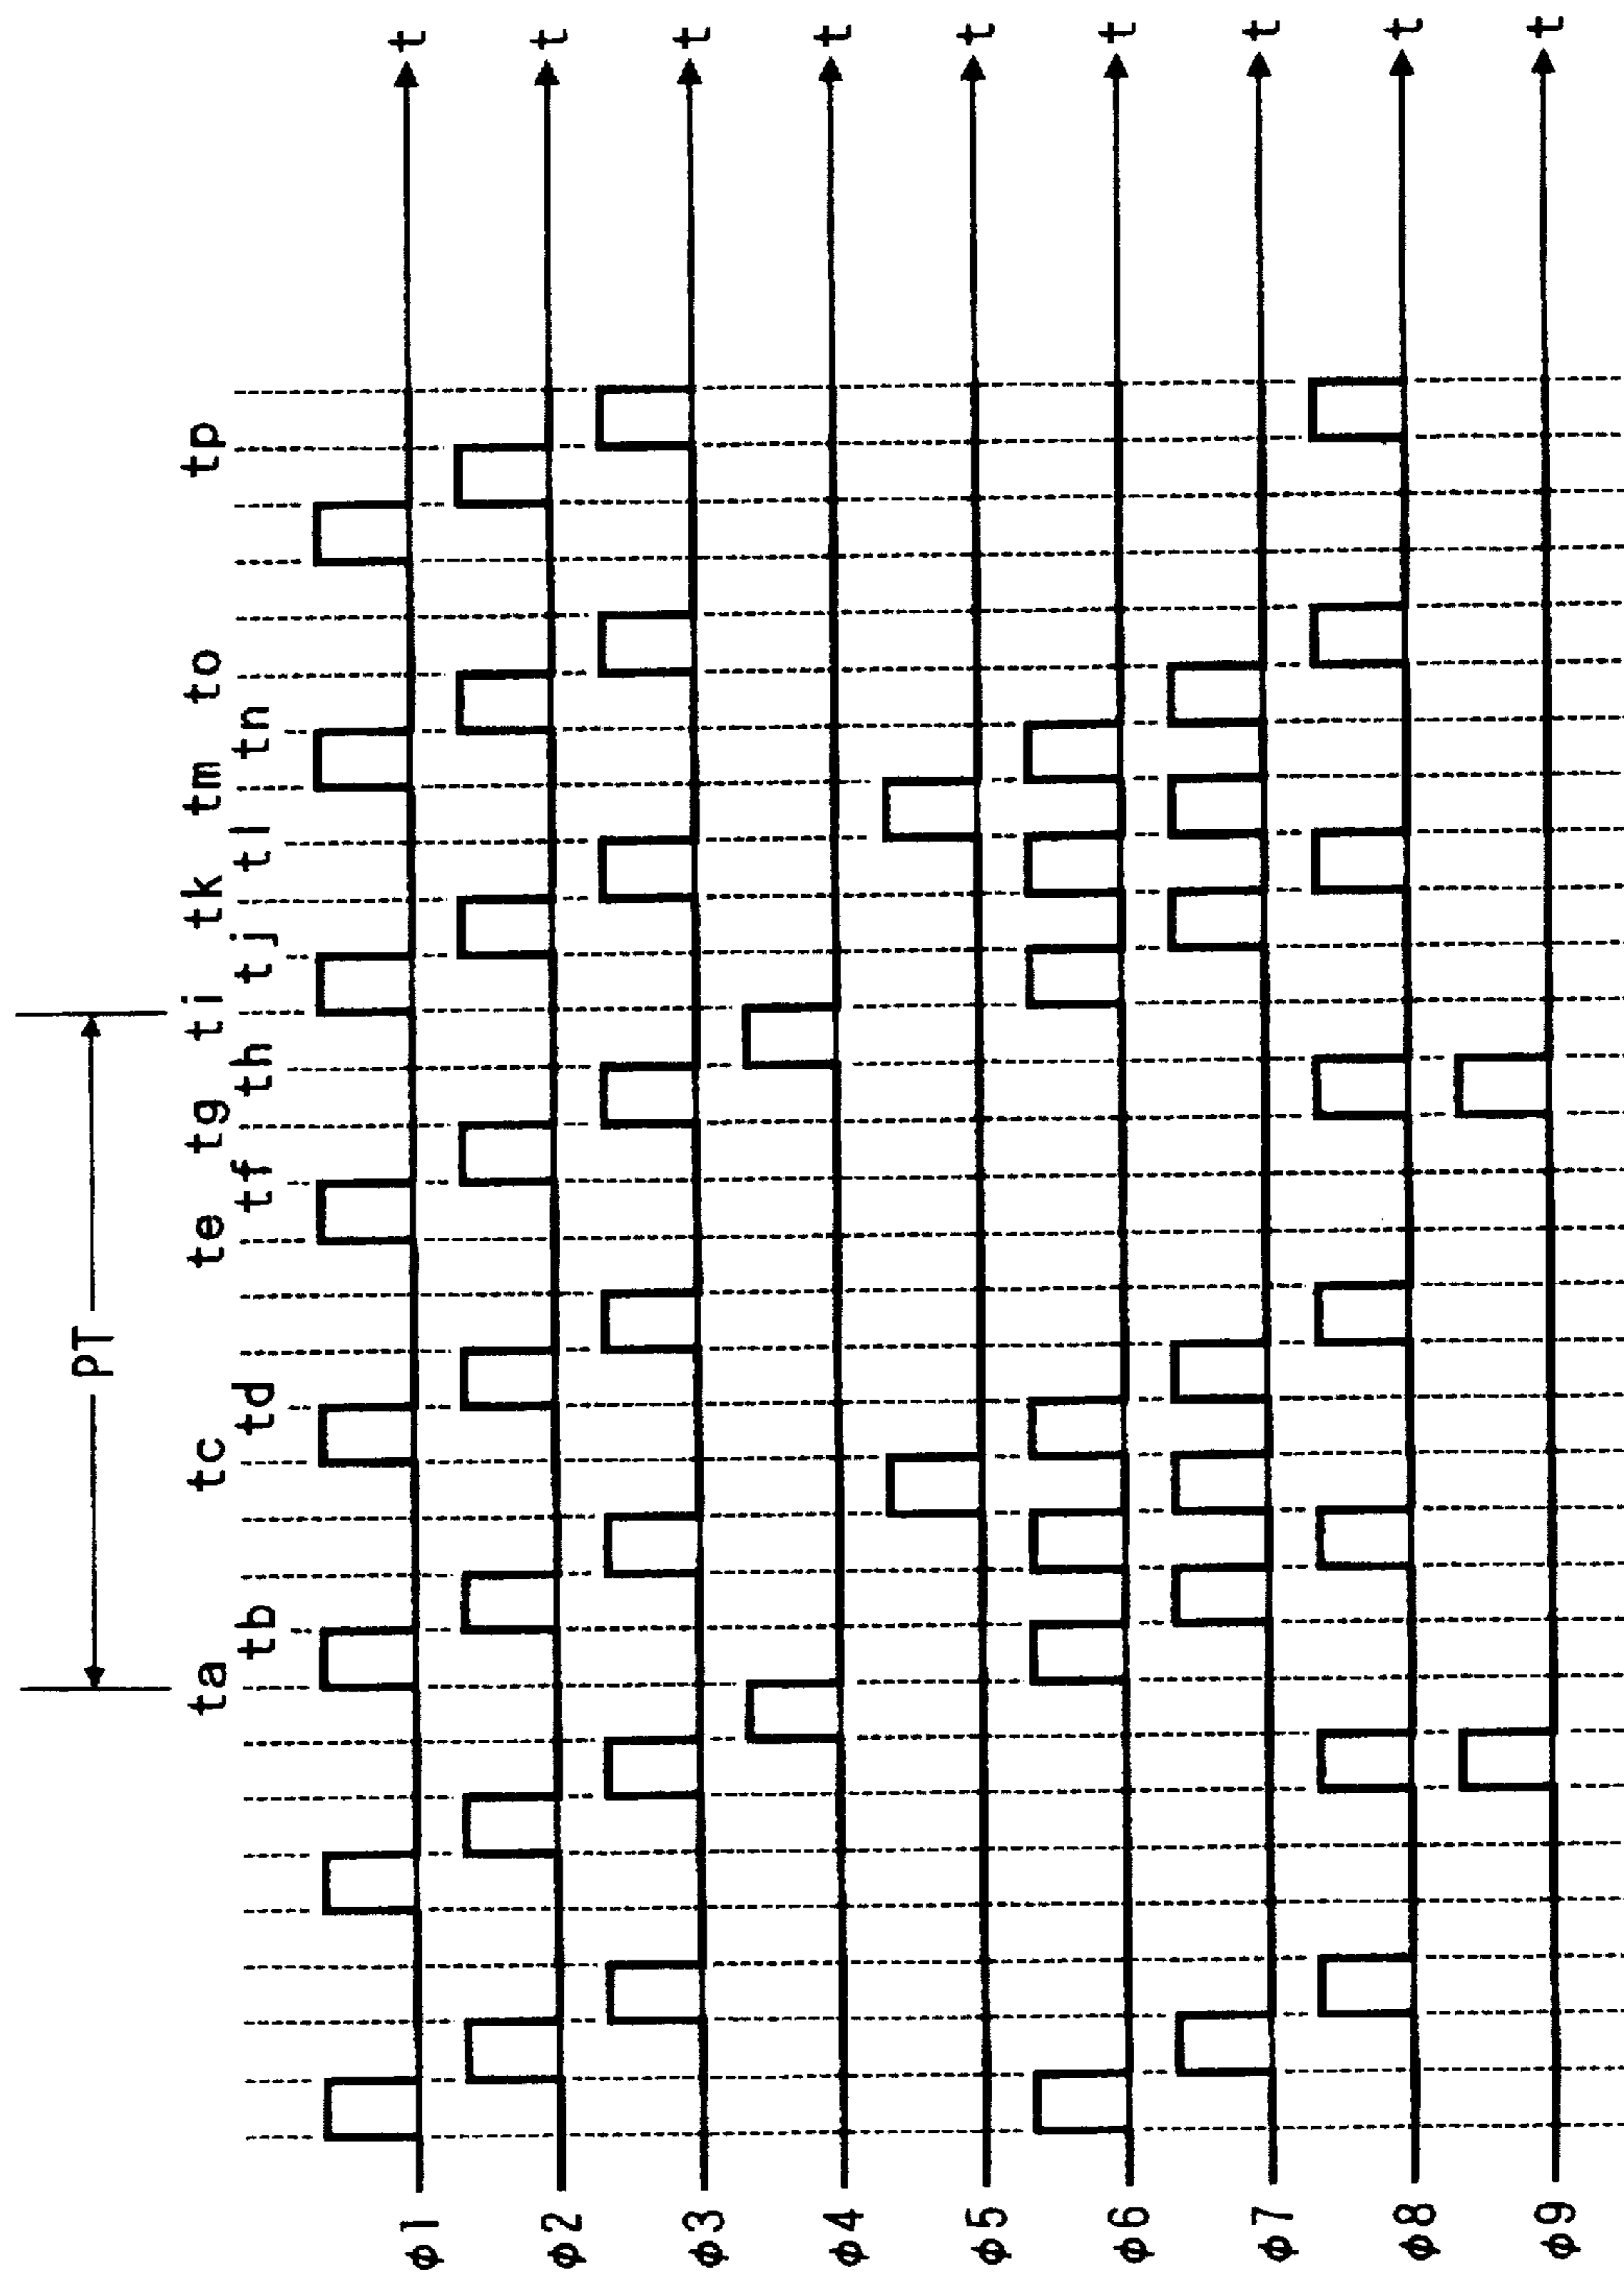 PT
ta tc te tg ti tk tm to tp
tb td tf th tj tl tn
φ1 t
φ2 t
φ3 t
φ4 t
φ5 t
φ6 t
φ7 t
φ8 t
φ9 t